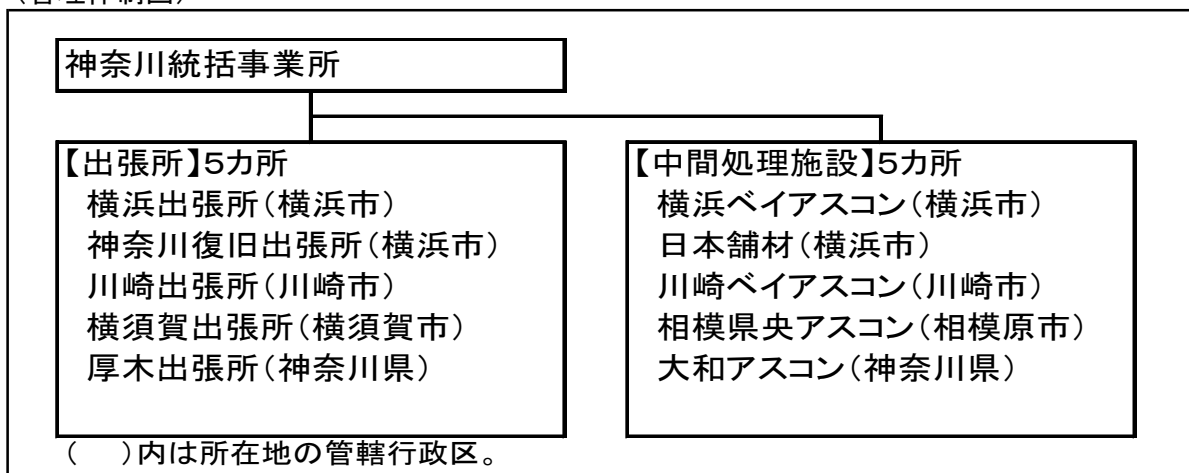 神奈川統括事業所
【出張所】5カ所
横浜出張所(横浜市)
神奈川復旧出張所(横浜市)
川崎出張所(川崎市)
横須賀出張所(横須賀市)
厚木出張所(神奈川県)
【中間処理施設】5カ所
横浜ベイアスコン(横浜市)
日本舗材(横浜市)
川崎ベイアスコン(川崎市)
相模県央アスコン(相模原市)
大和アスコン(神奈川県)
(　)内は所在地の管轄行政区。